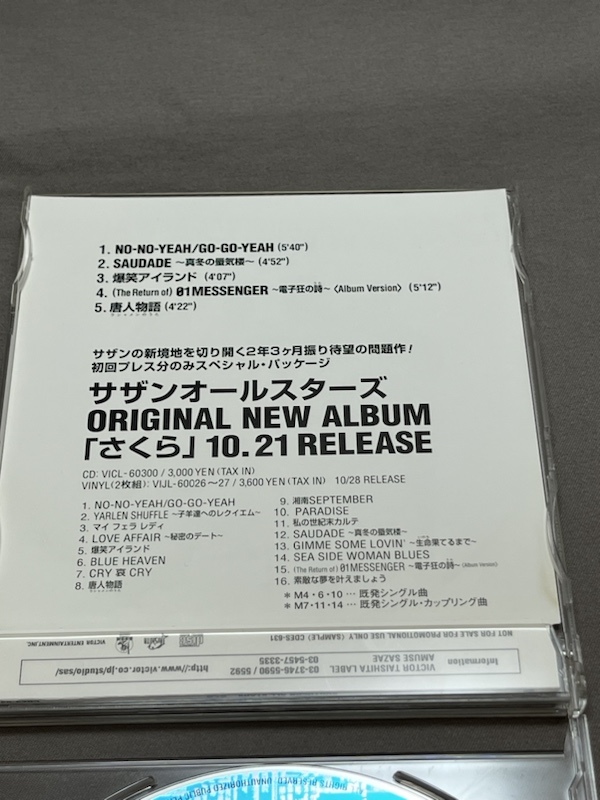 1. NO-NO-YEAH/GO-GO-YEAH (5'40")
2. SAUDADE ～真冬の蜃気楼～ (4'52")
3. 爆笑アイランド (4'07")
4. (The Return of) 01MESSENGER ～電子狂の詩～〈Album Version〉 (5'12")
5. 唐人物語 (4'22")
サザンの新境地を切り開く2年3ヶ月振り待望の問題作！
初回プレス分のみスペシャル・パッケージ
サザンオールスターズ
ORIGINAL NEW ALBUM
「さくら」10.21 RELEASE
CD: VICL-60300 / 3,000 YEN (TAX IN)
VINYL(2枚組): VIJL-60026～27 / 3,600 YEN (TAX IN) 10/28 RELEASE
1. NO-NO-YEAH/GO-GO-YEAH
2. YARLEN SHUFFLE ～子羊達へのレクイエム～
3. マイ フェラ レディ
4. LOVE AFFAIR ～秘密のデート～
5. 爆笑アイランド
6. BLUE HEAVEN
7. CRY 哀 CRY
8. 唐人物語
9. 湘南SEPTEMBER
10. PARADISE
11. 私の世紀末カルテ
12. SAUDADE ～真冬の蜃気楼～
13. GIMME SOME LOVIN' ～生命果てるまで～
14. SEA SIDE WOMAN BLUES
15. (The Return of) 01MESSENGER ～電子狂の詩～〈Album Version〉
16. 素敵な夢を叶えましょう
＊M4・6・10… 既発シングル曲
＊M7・11・14… 既発シングル・カップリング曲
NOT FOR SALE FOR PROMOTIONAL USE ONLY (SAMPLE) CDES-631
VICTOR ENTERTAINMENT, INC.
Information
VICTOR TAISHITA LABEL 03-5467-3335
AMUSE SAZAE 03-3746-5590 / 5592
http://www.victor.co.jp/studio/sas/